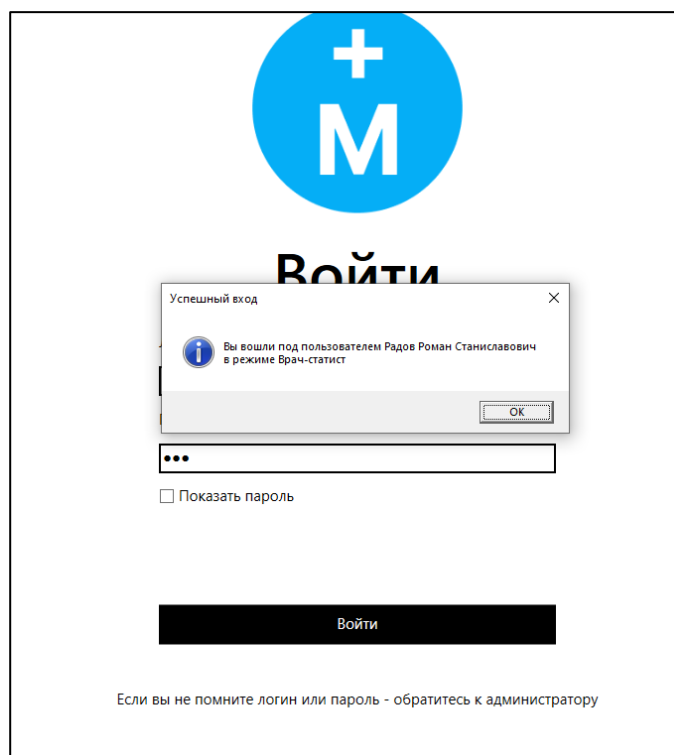 +
М
Войти
Успешный вход
Вы вошли под пользователем Радов Роман Станиславович
в режиме Врач-статист
OK
•••
Показать пароль
Войти
Если вы не помните логин или пароль - обратитесь к администратору